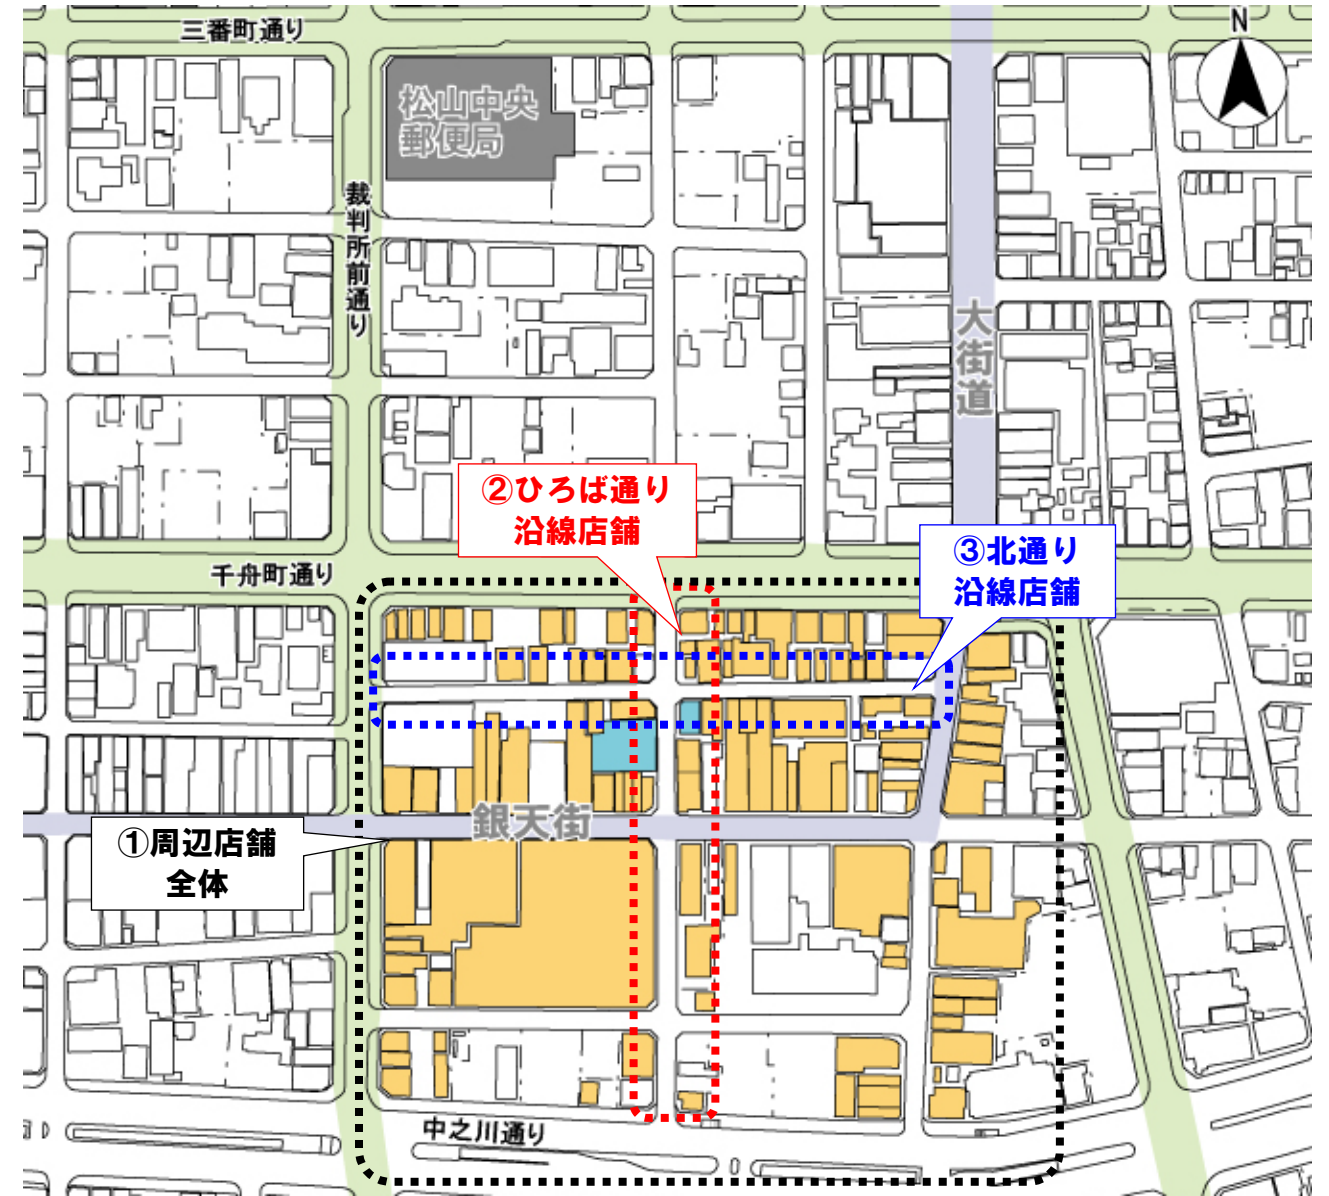 三番町通り
N
松山中央
郵便局
裁判所前通り
大街道
②ひろば通り
沿線店舗
③北通り
沿線店舗
千舟町通り
銀天街
①周辺店舗
全体
中之川通り